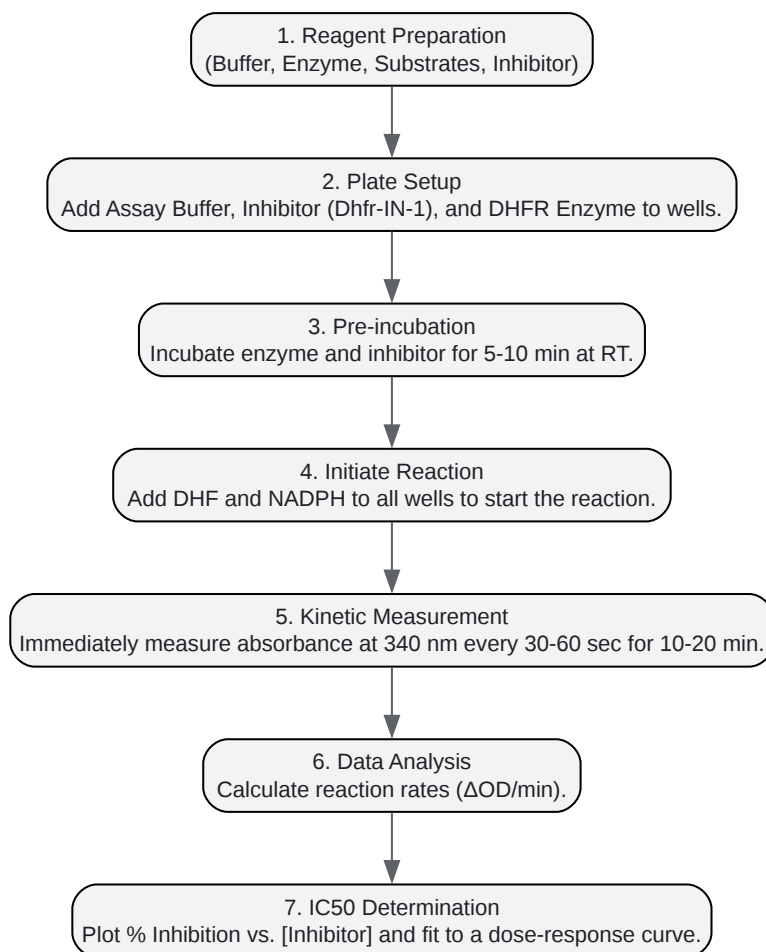 1. Reagent Preparation
(Buffer, Enzyme, Substrates, Inhibitor)
2. Plate Setup
Add Assay Buffer, Inhibitor (Dhfr-IN-1), and DHFR Enzyme to wells.
3. Pre-incubation
Incubate enzyme and inhibitor for 5-10 min at RT.
4. Initiate Reaction
Add DHF and NADPH to all wells to start the reaction.
5. Kinetic Measurement
Immediately measure absorbance at 340 nm every 30-60 sec for 10-20 min.
6. Data Analysis
Calculate reaction rates (ΔOD/min).
7. IC50 Determination
Plot % Inhibition vs. [Inhibitor] and fit to a dose-response curve.